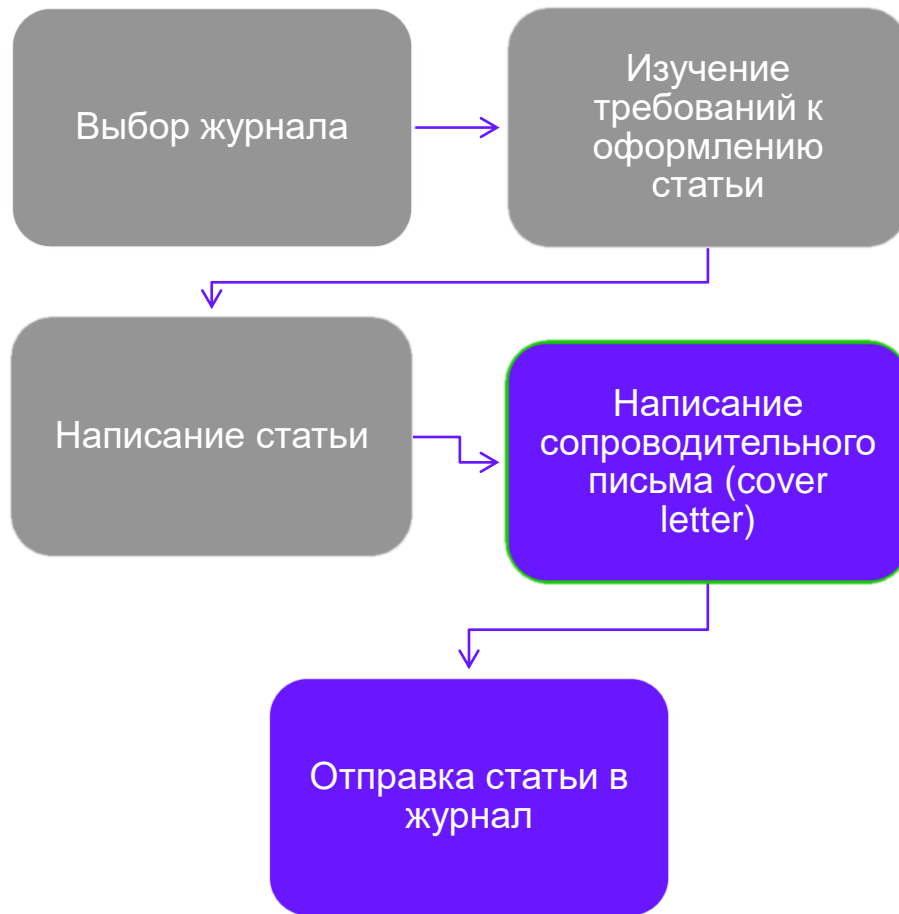 Выбор журнала
Изучение
требований к
оформлению
статьи
Написание статьи
Написание
сопроводительного
письма (cover
letter)
Отправка статьи в
журнал